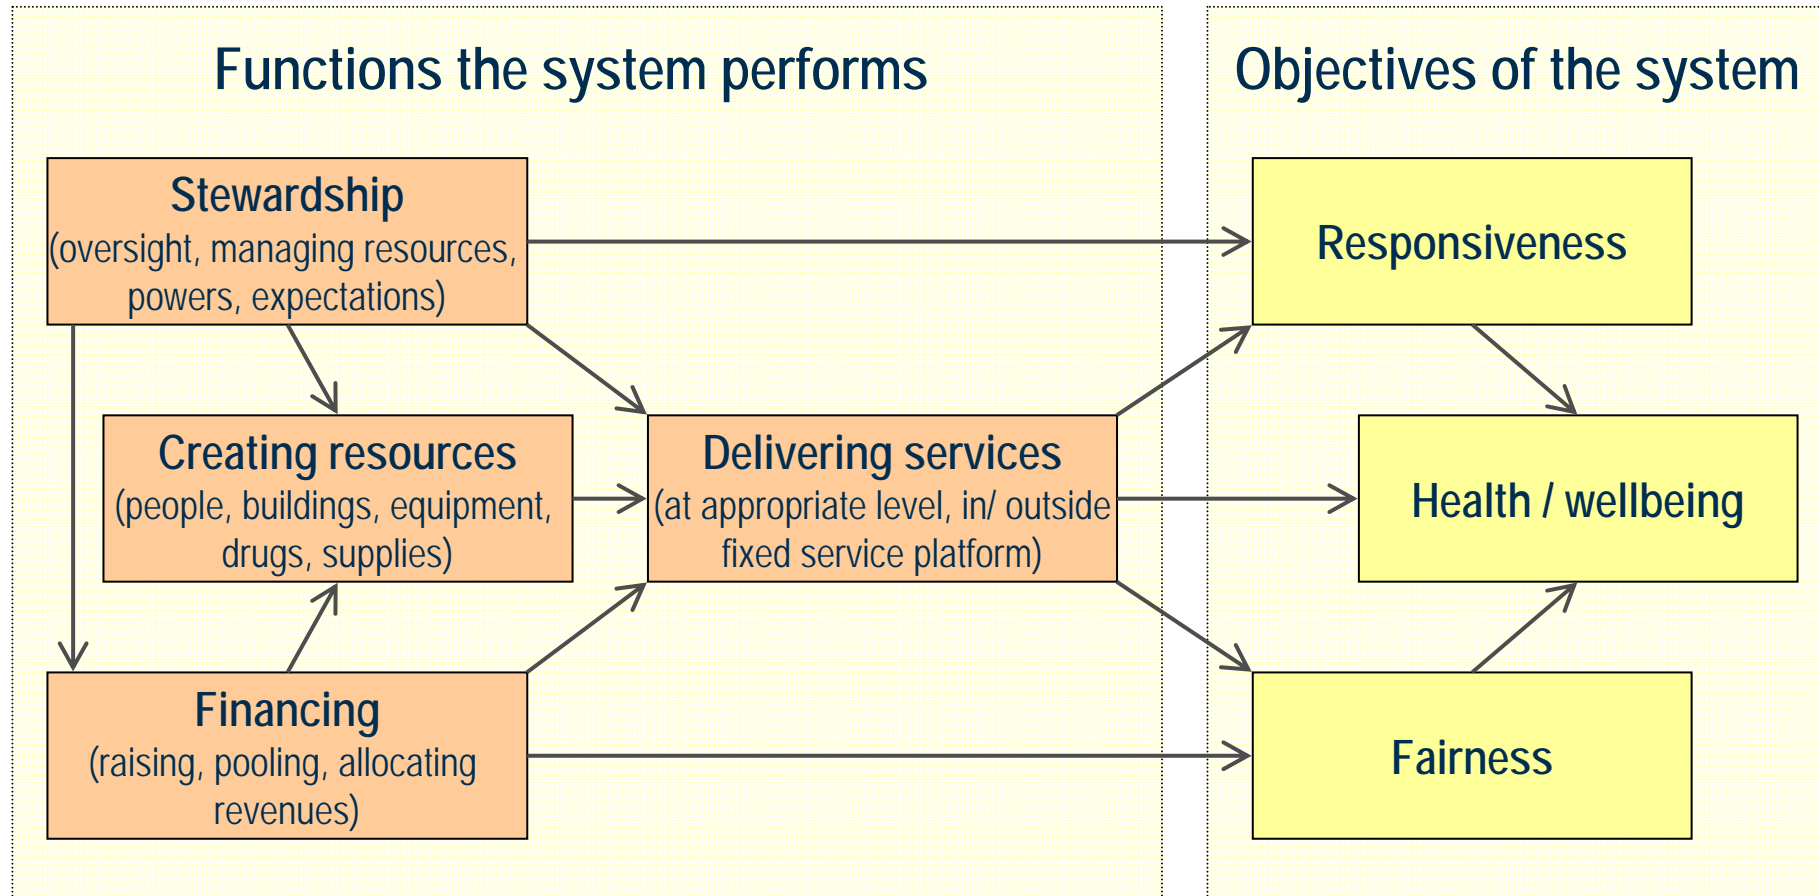 Functions the system performs
Objectives of the system
Stewardship
(oversight, managing resources,
powers, expectations)
Responsiveness
Creating resources
(people, buildings, equipment,
drugs, supplies)
Delivering services
(at appropriate level, in/ outside
fixed service platform)
Health / wellbeing
Financing
(raising, pooling, allocating
revenues)
Fairness